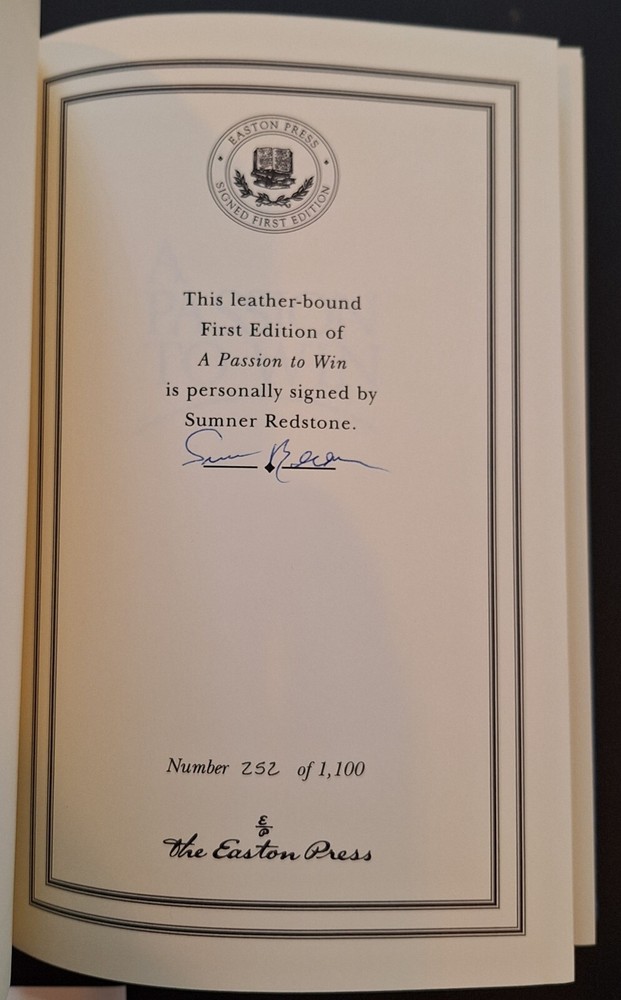 EASTON PRESS
SIGNED FIRST EDITION
This leather-bound
First Edition of
A Passion to Win
is personally signed by
Sumner Redstone.
Number 252 of 1,100
E
P
The Easton Press